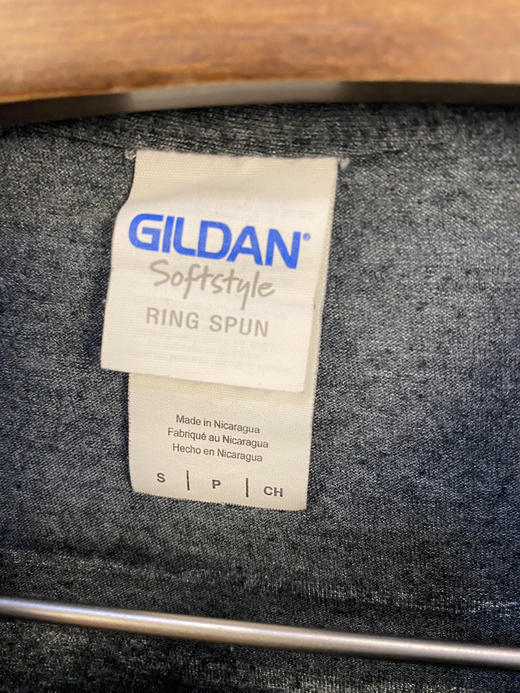 GILDAN®
Softstyle
RING SPUN
Made in Nicaragua
Fabriqué au Nicaragua
Hecho en Nicaragua
S | P | CH